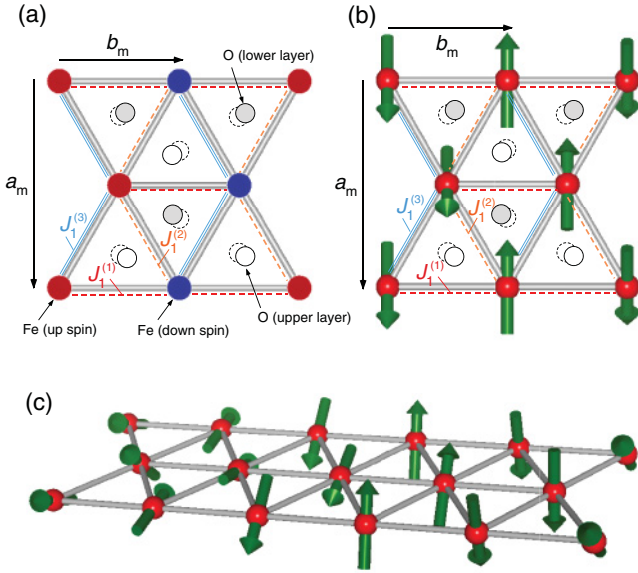 (a)
b_m
O (lower layer)
a_m
J_1^(3)
J_1^(2)
J_1^(1)
Fe (up spin)
Fe (down spin)
O (upper layer)
(b)
b_m
a_m
J_1^(3)
J_1^(2)
J_1^(1)
(c)